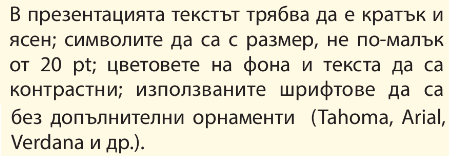 В презентацията текстът трябва да е кратък и
ясен; символите да са с размер, не по-малък
от 20 pt; цветовете на фона и текста да са
контрастни; използваните шрифтове да са
без допълнителни орнаменти (Tahoma, Arial,
Verdana и др.).